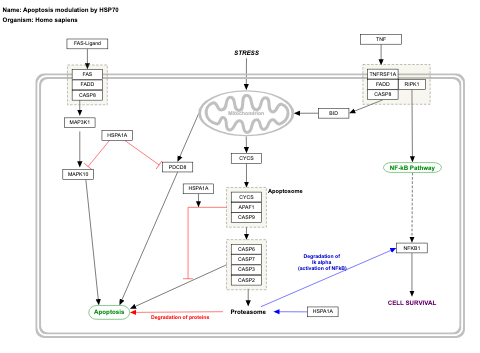 Name: Apoptosis modulation by HSP70
Organism: Homo sapiens
FAS-Ligand
STRESS
TNF
FAS
FADD
CASP8
TNFRSF1A
FADD
RIPK1
CASP8
MAP3K1
Mitochondrion
BID
HSPA1A
MAPK10
PDCD8
CYCS
NF-kB Pathway
HSPA1A
Apoptosome
CYCS
APAF1
CASP9
CASP6
CASP7
CASP3
CASP2
Degradation of
Ik alpha
(activation of NFkB)
NFKB1
CELL SURVIVAL
Apoptosis
Degradation of proteins
Proteasome
HSPA1A